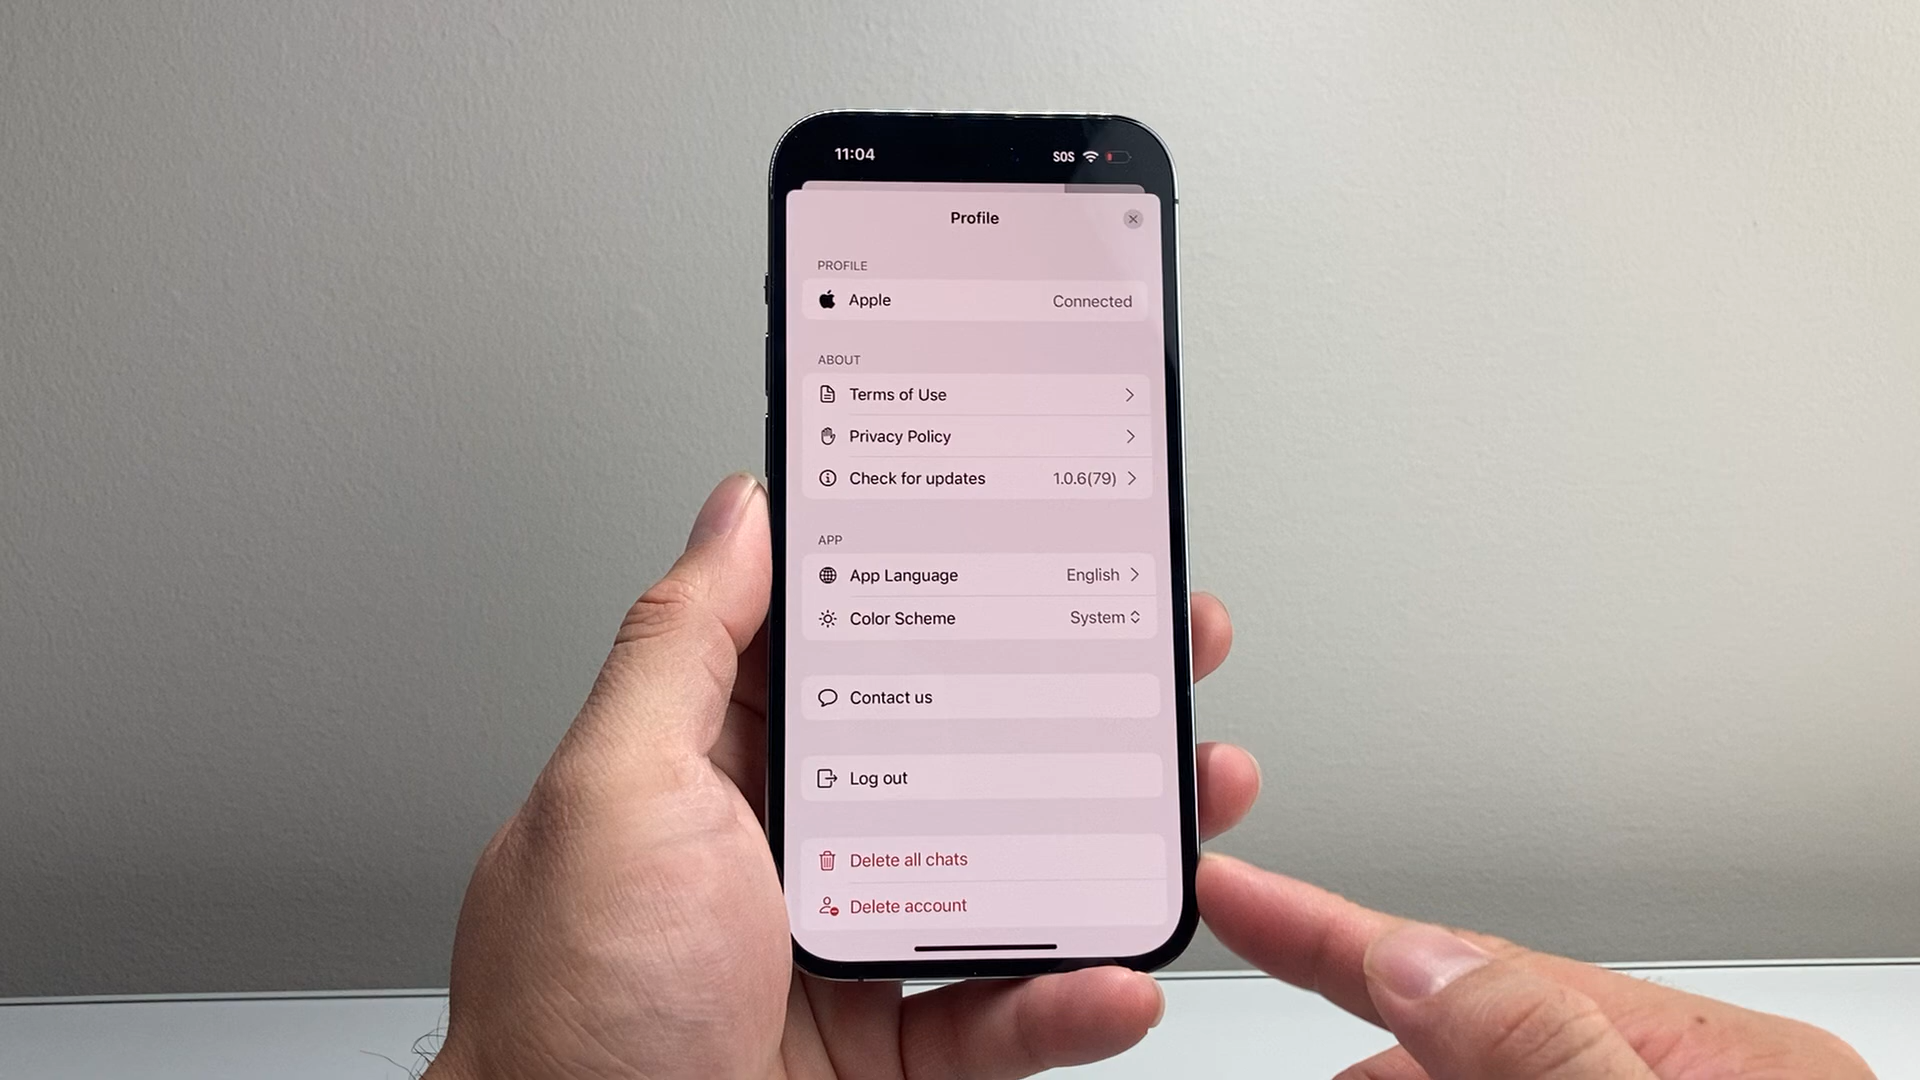 11:04 SOS
Profile
PROFILE
Apple Connected
ABOUT
Terms of Use
Privacy Policy
Check for updates 1.0.6(79)
APP
App Language English
Color Scheme System
Contact us
Log out
Delete all chats
Delete account